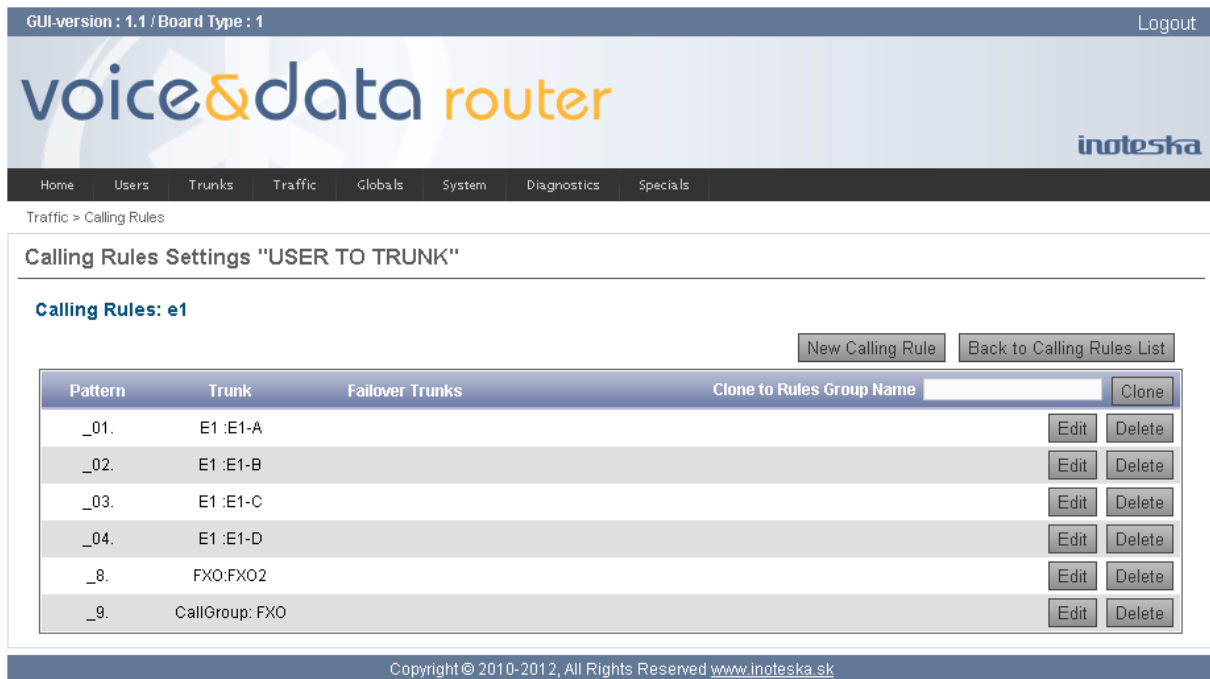 GUI-version : 1.1 / Board Type : 1 Logout
voice&data router
inoteska
Home Users Trunks Traffic Globals System Diagnostics Specials
Traffic > Calling Rules
Calling Rules Settings "USER TO TRUNK"
Calling Rules: e1
New Calling Rule Back to Calling Rules List
Pattern Trunk Failover Trunks Clone to Rules Group Name Clone
_01. E1 :E1-A Edit Delete
_02. E1 :E1-B Edit Delete
_03. E1 :E1-C Edit Delete
_04. E1 :E1-D Edit Delete
_8. FXO:FXO2 Edit Delete
_9. CallGroup: FXO Edit Delete
Copyright © 2010-2012, All Rights Reserved www.inoteska.sk